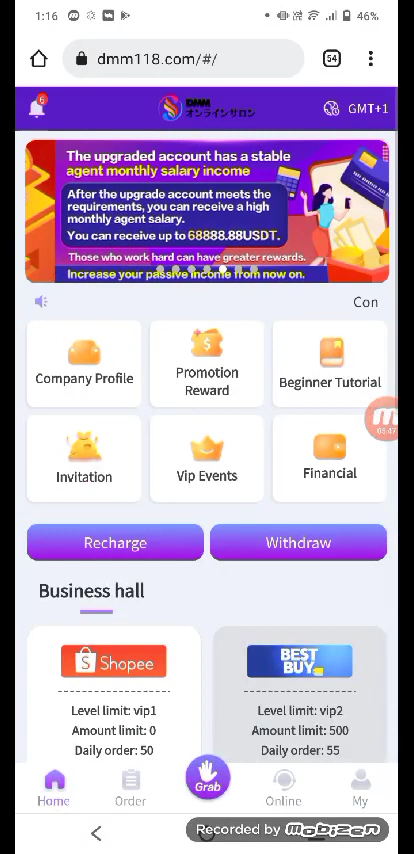 1:16
46%
dmm118.com/#/
54
6
DMM
オンラインサロン
GMT+1
The upgraded account has a stable
agent monthly salary income
After the upgrade account meets the
requirements, you can receive a high
monthly agent salary.
You can receive up to 68888.88USDT.
Those who work hard can have greater rewards.
Increase your passive income from now on.
Con
Company Profile
Promotion
Reward
Beginner Tutorial
05:47
Invitation
Vip Events
Financial
Recharge
Withdraw
Business hall
S Shopee
BEST
BUY
Level limit: vip1
Level limit: vip2
Amount limit: 0
Amount limit: 500
Daily order: 50
Daily order: 55
Grab
Home
Order
Online
My
Recorded by mobizen